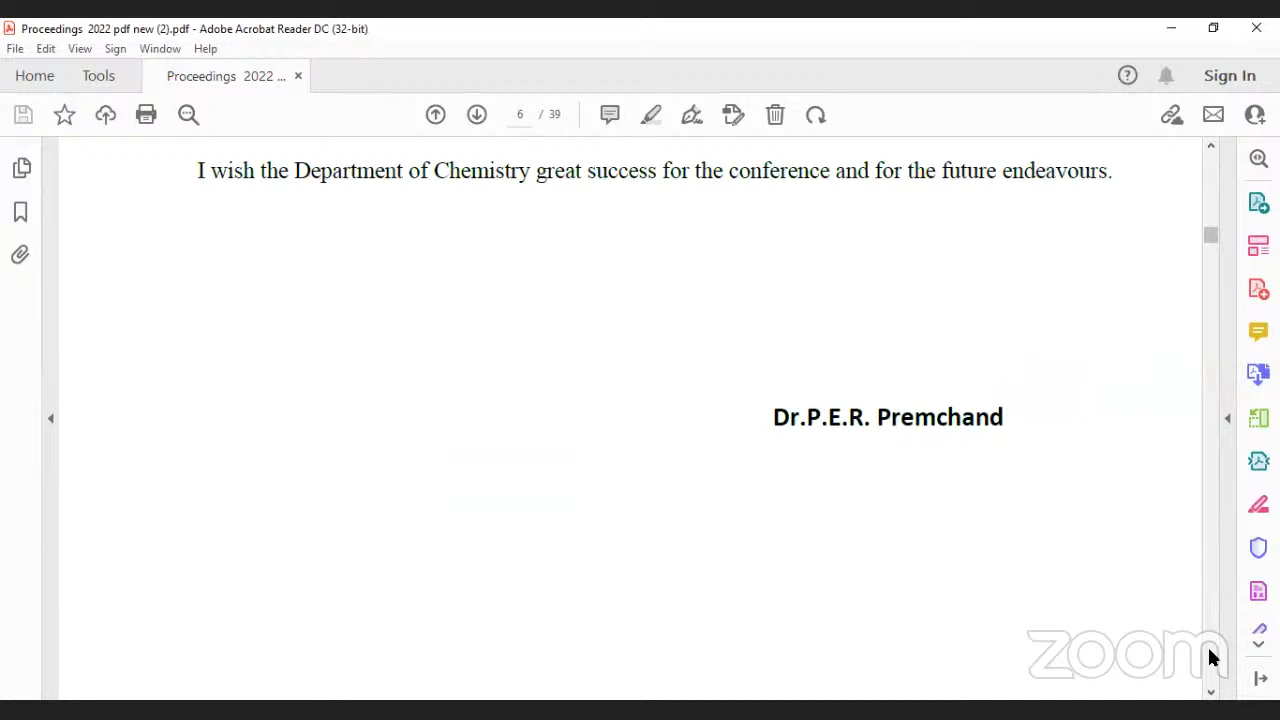 Proceedings 2022 pdf new (2).pdf - Adobe Acrobat Reader DC (32-bit)
File Edit View Sign Window Help
Home Tools Proceedings 2022 ... × Sign In
6 / 39
I wish the Department of Chemistry great success for the conference and for the future endeavours.
Dr.P.E.R. Premchand
zoom